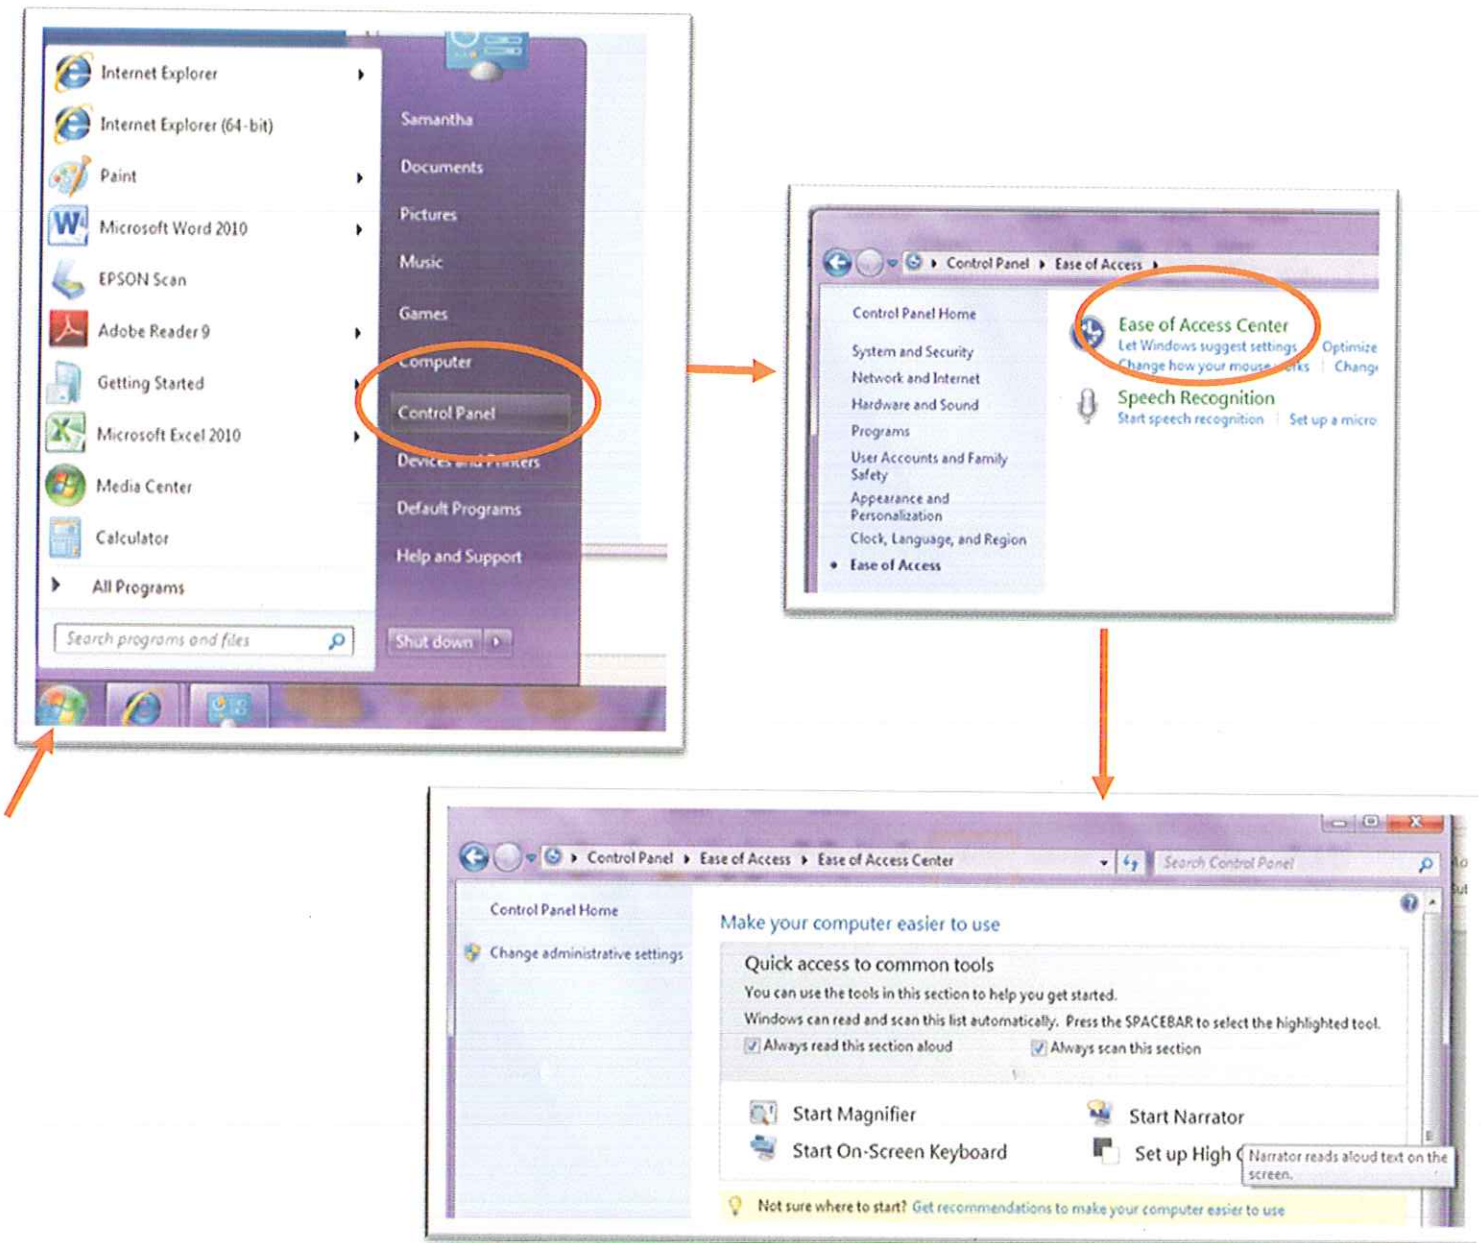 Internet Explorer
Internet Explorer (64-bit)
Paint
Microsoft Word 2010
EPSON Scan
Adobe Reader 9
Getting Started
Microsoft Excel 2010
Media Center
Calculator
All Programs
Search programs and files
Samantha
Documents
Pictures
Music
Games
Computer
Control Panel
Devices and Printers
Default Programs
Help and Support
Shut down
Control Panel Ease of Access
Control Panel Home
System and Security
Network and Internet
Hardware and Sound
Programs
User Accounts and Family
Safety
Appearance and
Personalization
Clock, Language, and Region
Ease of Access
Ease of Access Center
Let Windows suggest settings Optimize
Change how your mouse works Change
Speech Recognition
Start speech recognition Set up a micro
Control Panel Ease of Access Ease of Access Center Search Control Panel
Control Panel Home
Change administrative settings
Make your computer easier to use
Quick access to common tools
You can use the tools in this section to help you get started.
Windows can read and scan this list automatically. Press the SPACEBAR to select the highlighted tool.
Always read this section aloud Always scan this section
Start Magnifier Start Narrator
Start On-Screen Keyboard Set up High
Narrator reads aloud text on the
screen.
Not sure where to start? Get recommendations to make your computer easier to use